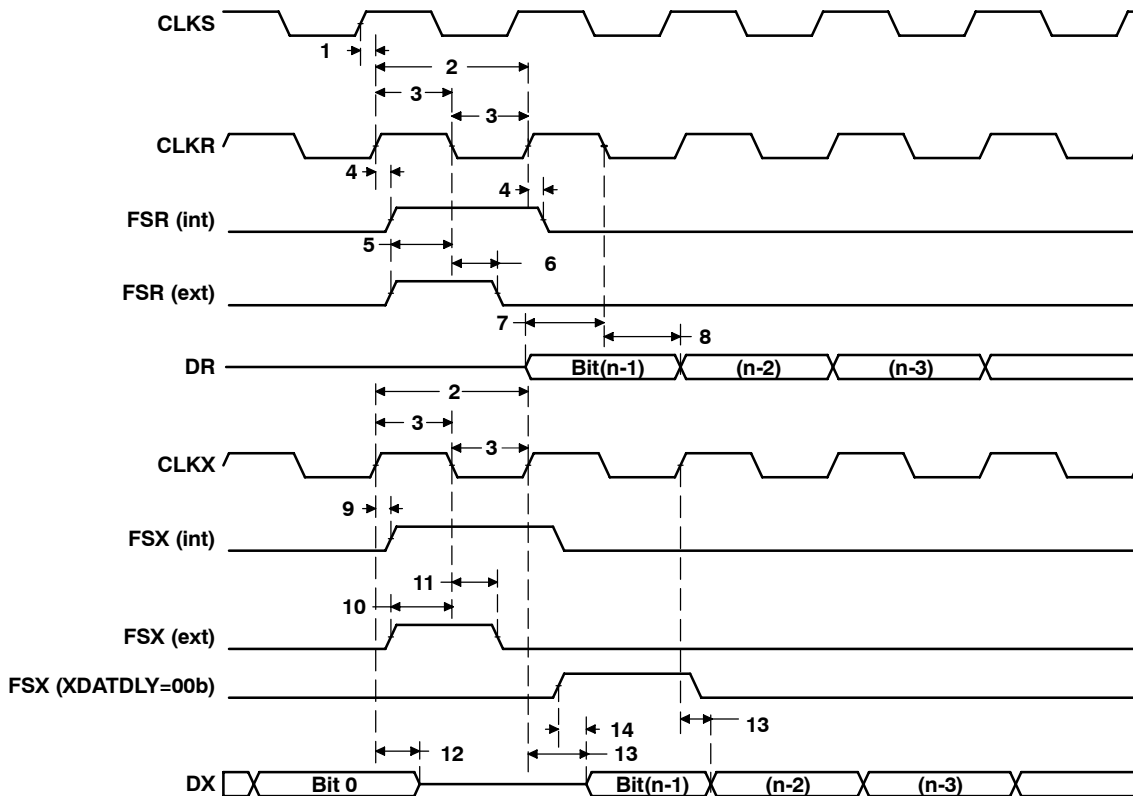 CLKS
1
2
3
3
CLKR
4
4
FSR (int)
5
6
FSR (ext)
7
8
DR
Bit(n-1)
(n-2)
(n-3)
2
3
3
CLKX
9
FSX (int)
11
10
FSX (ext)
FSX (XDATDLY=00b)
14
13
12
13
DX
Bit 0
Bit(n-1)
(n-2)
(n-3)